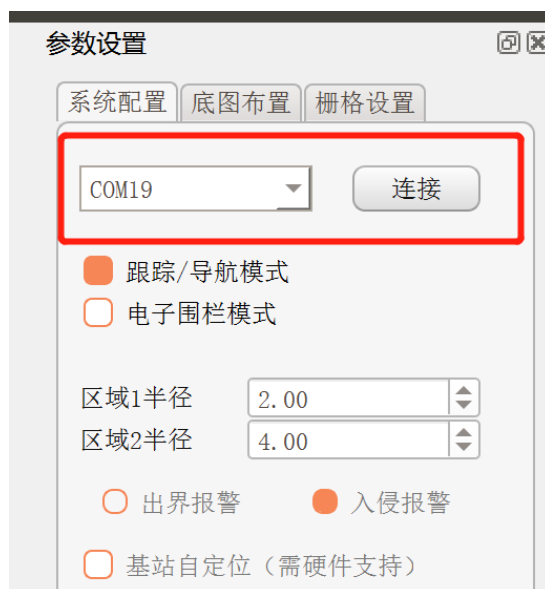 参数设置
系统配置 底图布置 栅格设置
COM19 连接
跟踪/导航模式
电子围栏模式
区域1半径 2.00
区域2半径 4.00
出界报警 入侵报警
基站自定位（需硬件支持）